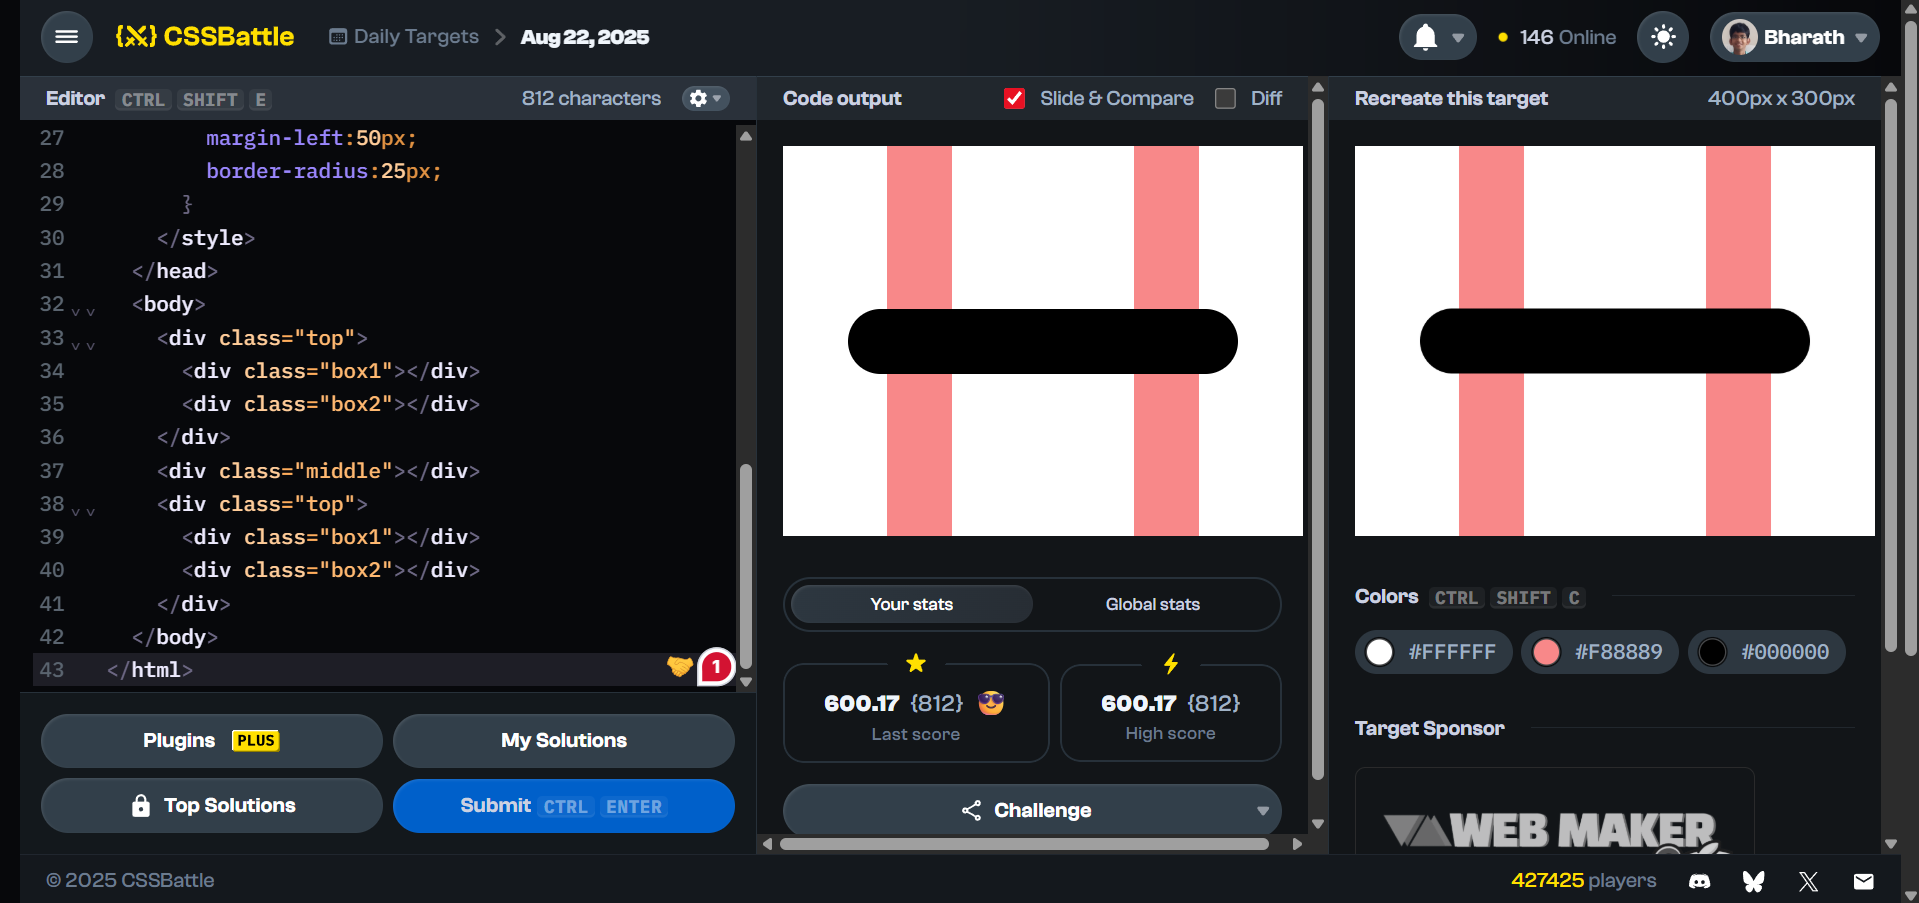 {X} CSSBattle
Daily Targets > Aug 22, 2025
146 Online
Bharath
Editor CTRL SHIFT E
812 characters
27 margin-left:50px;
28 border-radius:25px;
29 }
30 </style>
31 </head>
32 <body>
33 <div class="top">
34 <div class="box1"></div>
35 <div class="box2"></div>
36 </div>
37 <div class="middle"></div>
38 <div class="top">
39 <div class="box1"></div>
40 <div class="box2"></div>
41 </div>
42 </body>
43 </html>
1
Plugins PLUS
My Solutions
Top Solutions
Submit CTRL ENTER
Code output
Slide & Compare
Diff
Your stats
Global stats
600.17 {812}
Last score
600.17 {812}
High score
Challenge
Recreate this target
400px x 300px
Colors CTRL SHIFT C
#FFFFFF
#F88889
#000000
Target Sponsor
WEB MAKER
© 2025 CSSBattle
427425 players